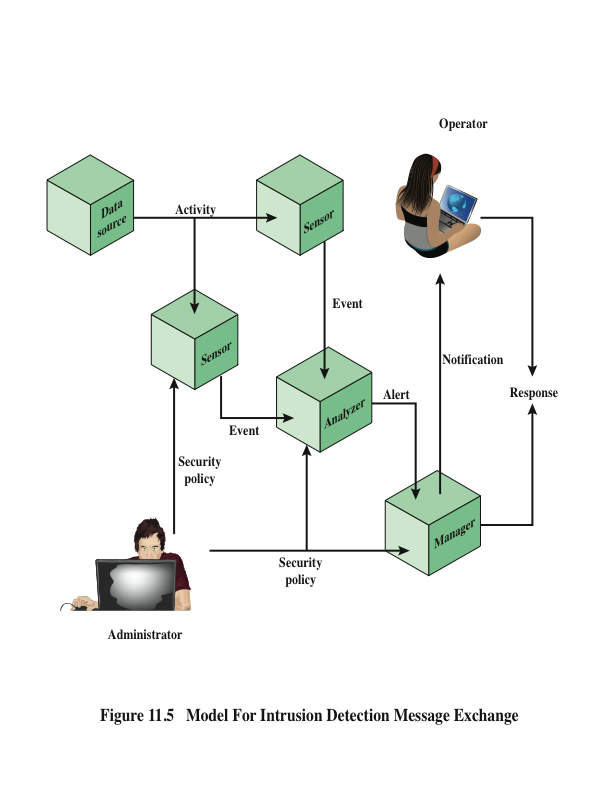 Operator
Data
source
Activity
Sensor
Event
Sensor
Notification
Analyzer
Alert
Response
Event
Security
policy
Manager
Security
policy
Administrator
Figure 11.5 Model For Intrusion Detection Message Exchange